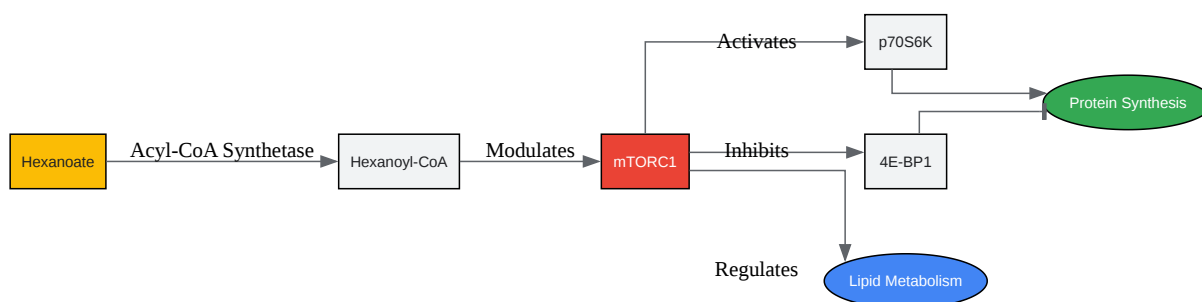 Activates
p70S6K
Protein Synthesis
Hexanoate
Acyl-CoA Synthetase
Hexanoyl-CoA
Modulates
mTORC1
Inhibits
4E-BP1
Regulates
Lipid Metabolism